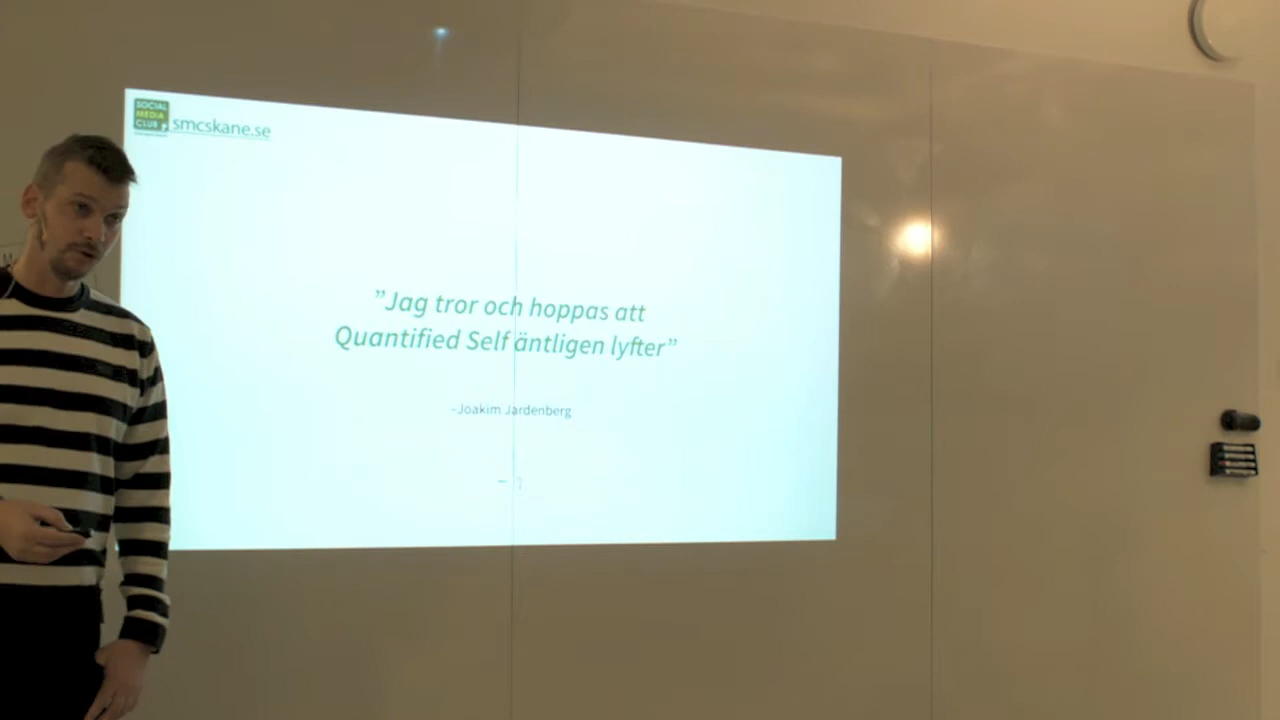 SOCIAL
MEDIA
CLUB
smcskane.se
”Jag tror och hoppas att
Quantified Self äntligen lyfter”
-Joakim Jardenberg